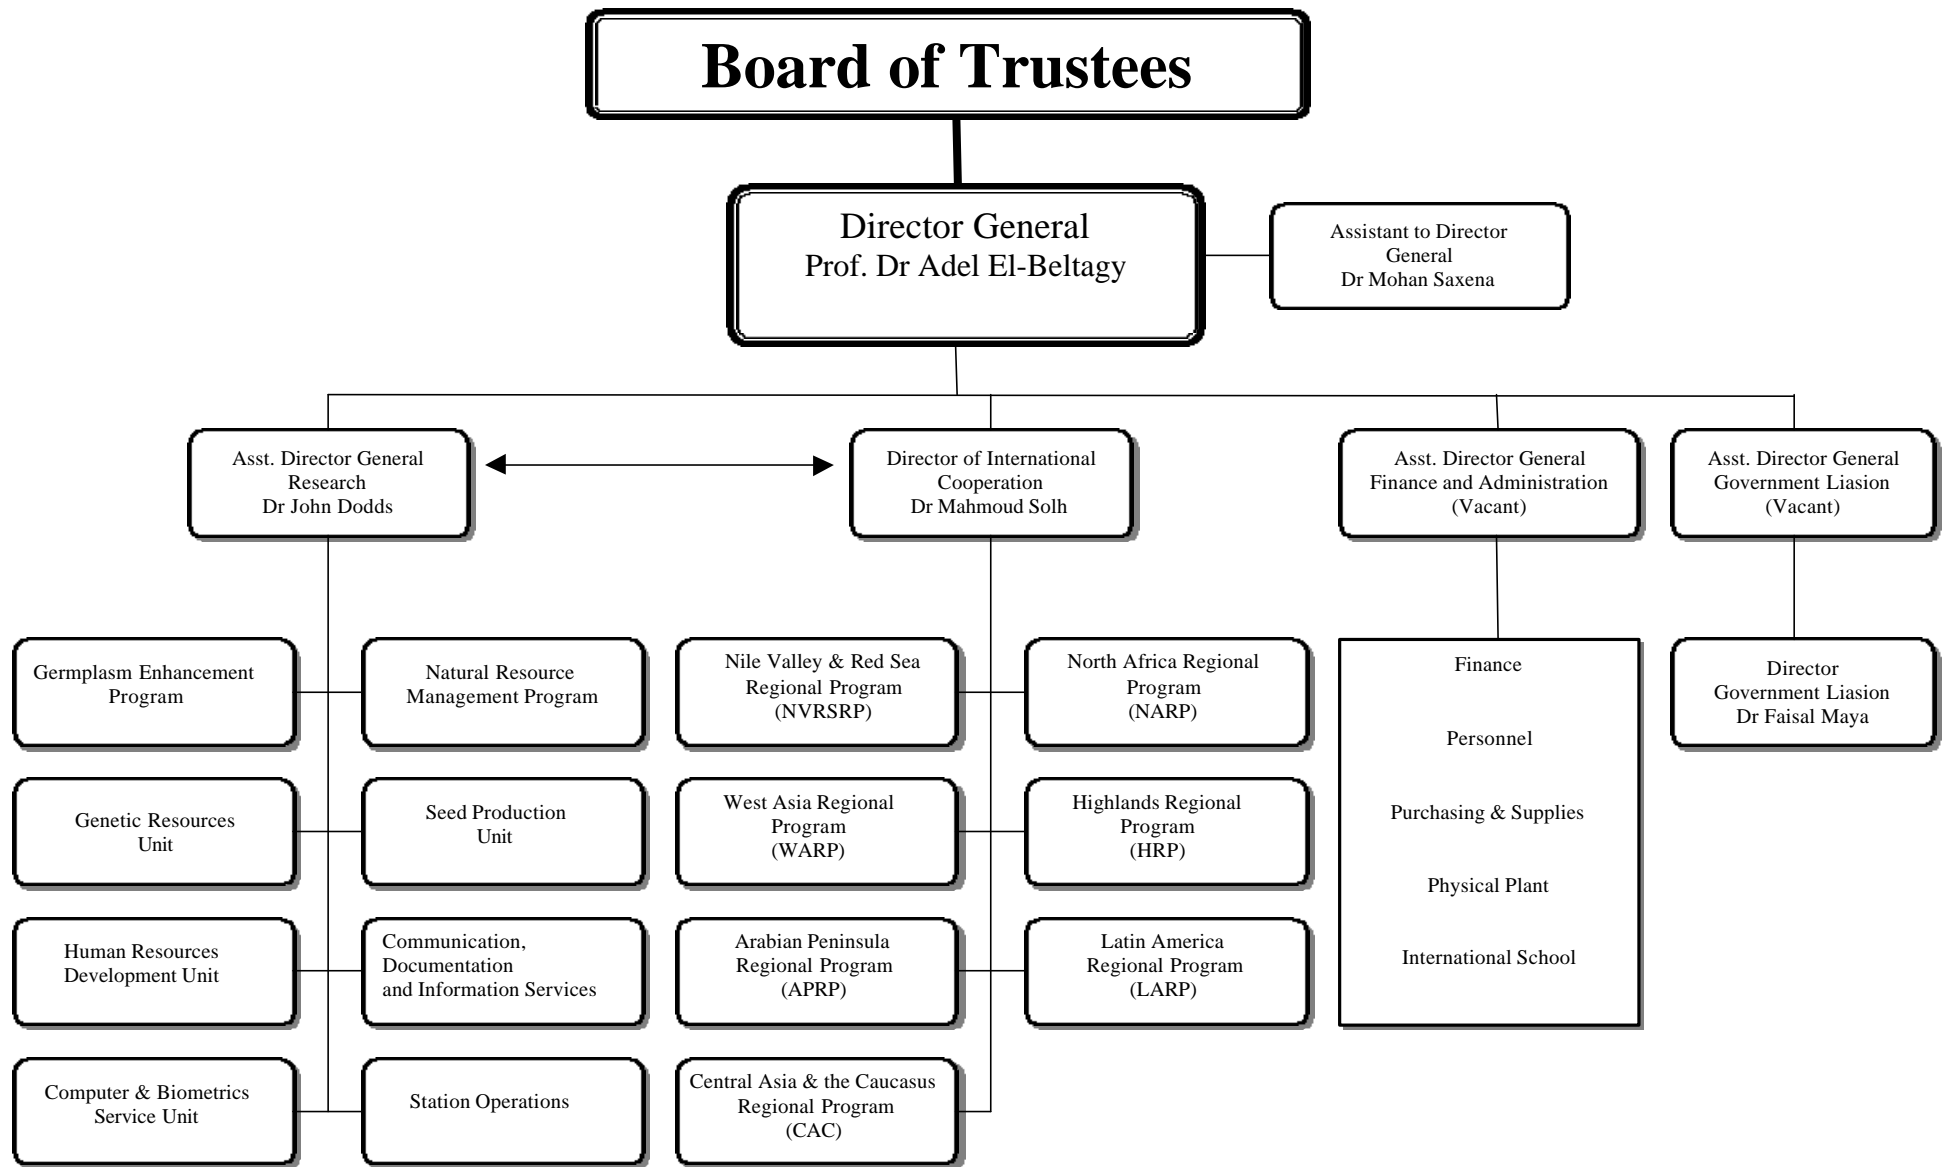 Board of Trustees
Director General
Prof. Dr Adel El-Beltagy
Assistant to Director
General
Dr Mohan Saxena
Asst. Director General
Research
Dr John Dodds
Director of International
Cooperation
Dr Mahmoud Solh
Asst. Director General
Finance and Administration
(Vacant)
Asst. Director General
Government Liasion
(Vacant)
Germplasm Enhancement
Program
Natural Resource
Management Program
Nile Valley & Red Sea
Regional Program
(NVRSRP)
North Africa Regional
Program
(NARP)
Finance
Personnel
Purchasing & Supplies
Physical Plant
International School
Director
Government Liasion
Dr Faisal Maya
Genetic Resources
Unit
Seed Production
Unit
West Asia Regional
Program
(WARP)
Highlands Regional
Program
(HRP)
Human Resources
Development Unit
Communication,
Documentation
and Information Services
Arabian Peninsula
Regional Program
(APRP)
Latin America
Regional Program
(LARP)
Computer & Biometrics
Service Unit
Station Operations
Central Asia & the Caucasus
Regional Program
(CAC)